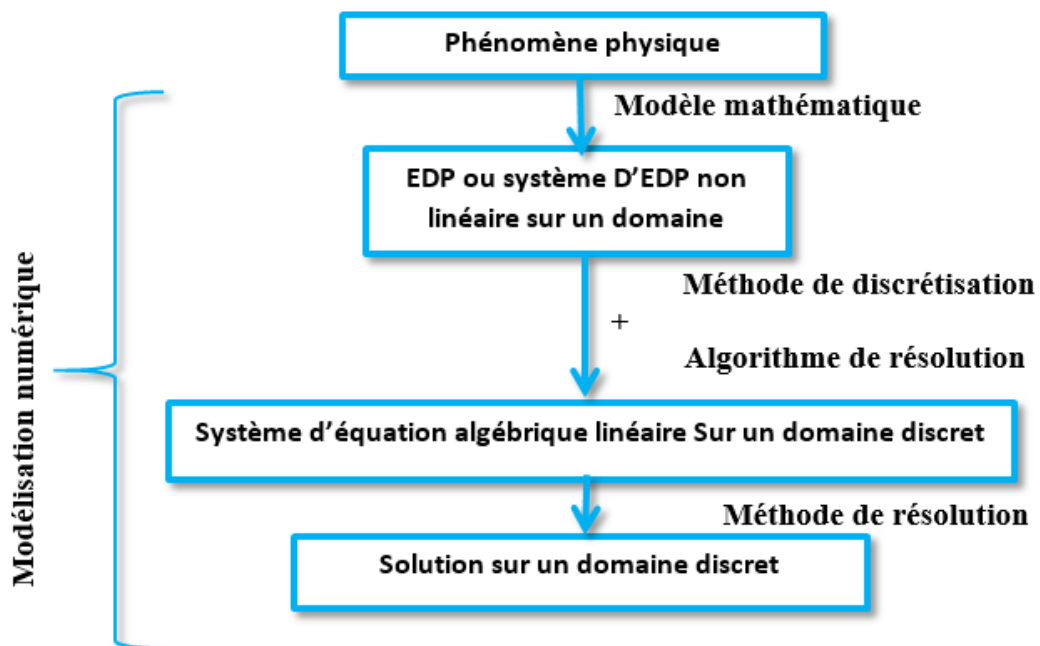 Phénomène physique
Modèle mathématique
EDP ou système D’EDP non
linéaire sur un domaine
Méthode de discrétisation
+
Algorithme de résolution
Système d’équation algébrique linéaire Sur un domaine discret
Méthode de résolution
Solution sur un domaine discret
Modélisation numérique